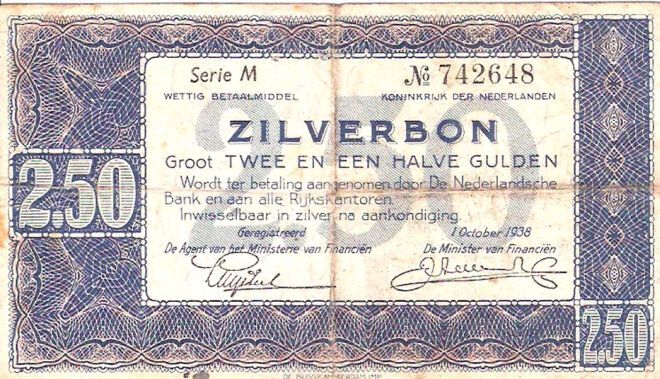 Serie M № 742648
WETTIG BETAALMIDDEL KONINKRIJK DER NEDERLANDEN
ZILVERBON
Groot TWEE EN EEN HALVE GULDEN
2.50
Wordt ter betaling aangenomen door De Nederlandsche
Bank en aan alle Rijkskantoren.
Inwisselbaar in zilver na aankondiging.
Geregistreerd 1 October 1938
De Agent van het Ministerie van Financiën De Minister van Financiën
2.50
2.50